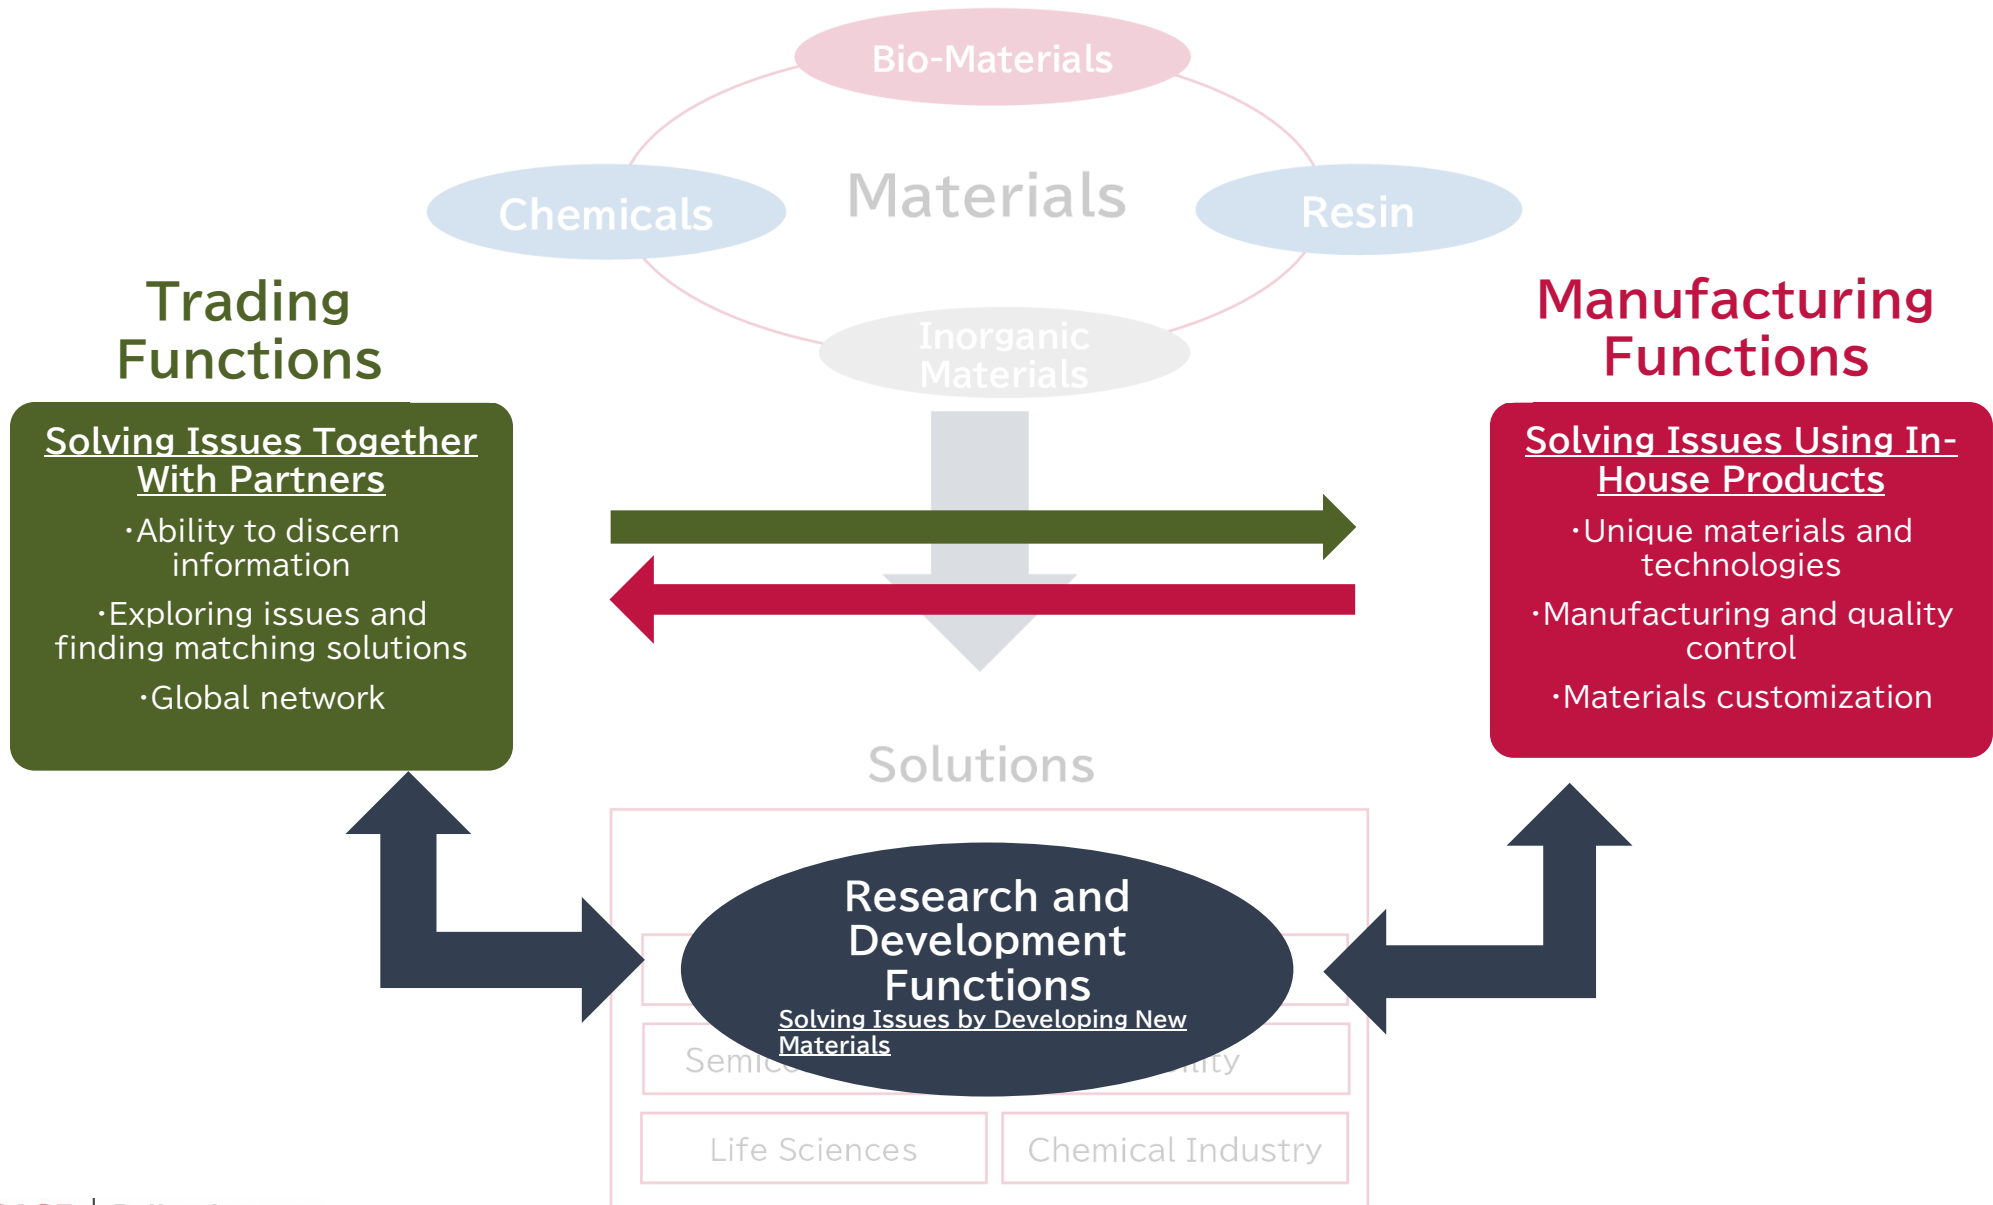 Bio-Materials
Materials
Chemicals
Resin
Inorganic
Materials
Trading
Functions
Solving Issues Together
With Partners
・Ability to discern
information
・Exploring issues and
finding matching solutions
・Global network
Manufacturing
Functions
Solving Issues Using In-
House Products
・Unique materials and
technologies
・Manufacturing and quality
control
・Materials customization
Solutions
Research and
Development
Functions
Solving Issues by Developing New
Materials
Life Sciences
Chemical Industry